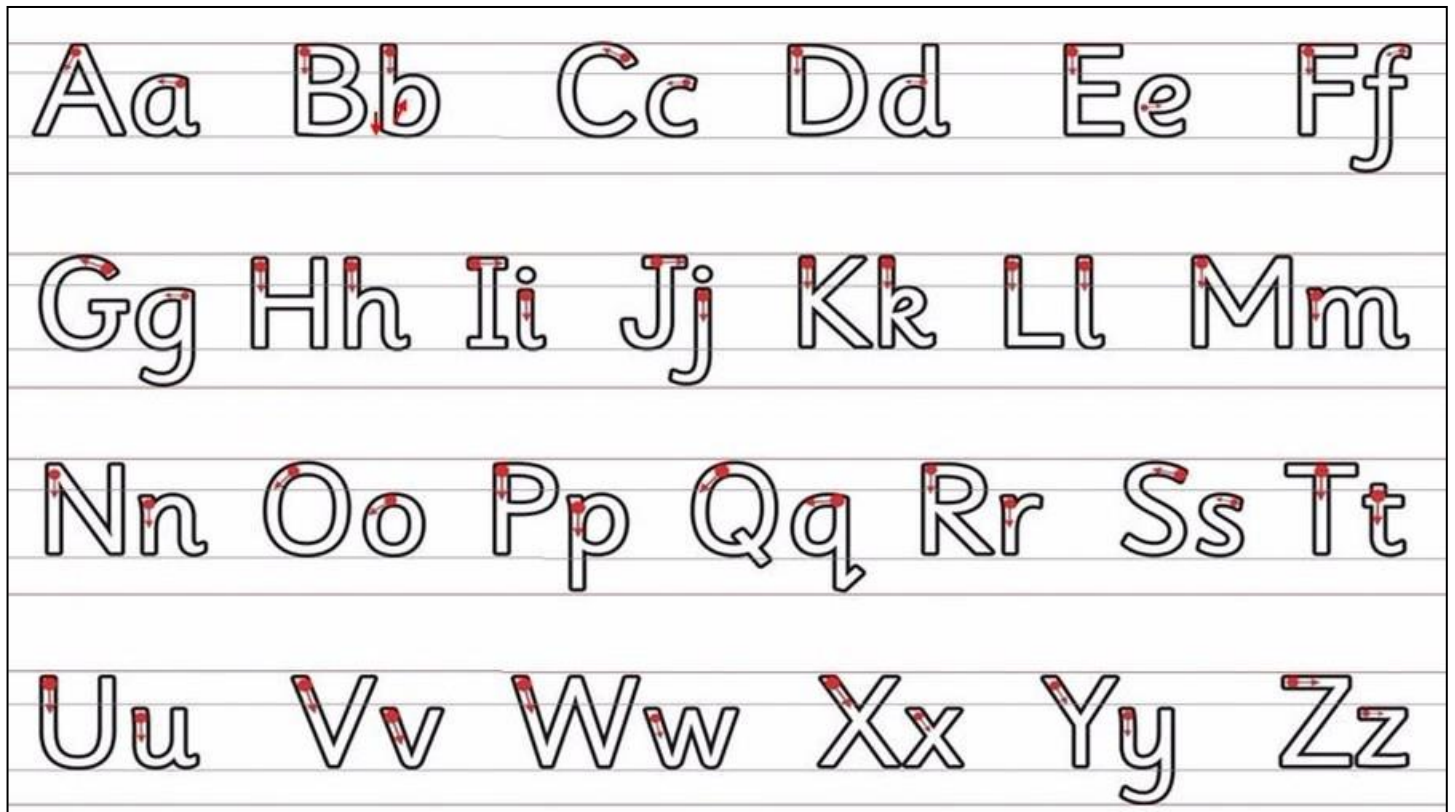 Aa Bb Cc Dd Ee Ff
Gg Hh Ii Jj Kk Ll Mm
Nn Oo Pp Qq Rr Ss Tt
Uu Vv Ww Xx Yy Zz